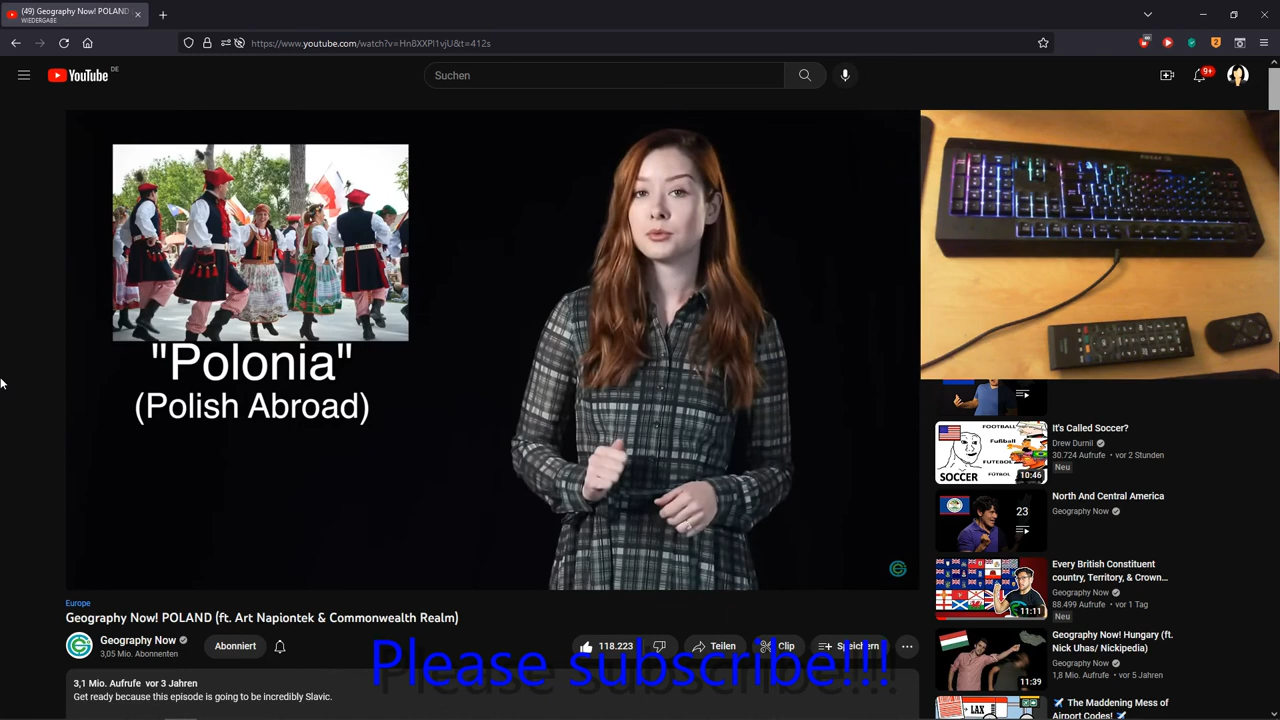 (49) Geography Now! POLAND
WIEDERGABE
https://www.youtube.com/watch?v=Hn8XXPl1vjU&t=412s
YouTube DE
Suchen
9+
"Polonia"
(Polish Abroad)
It's Called Soccer?
Drew Durnil
30.724 Aufrufe • vor 2 Stunden
Neu
FOOTBALL
Fußball
FUTEBOL
FÚTBOL
SOCCER
10:46
North And Central America
Geography Now
23
Every British Constituent
country, Territory, & Crown...
Geography Now
88.499 Aufrufe • vor 1 Tag
Neu
11:11
Geography Now! Hungary (ft.
Nick Uhas/ Nickipedia)
Geography Now
1,8 Mio. Aufrufe • vor 5 Jahren
11:39
✈️ The Maddening Mess of
Airport Codes! ✈️
LAX
Europe
Geography Now! POLAND (ft. Art Napiontek & Commonwealth Realm)
Geography Now
3,05 Mio. Abonnenten
Abonniert
118.223
Teilen
Clip
Speichern
Please subscribe!!!
3,1 Mio. Aufrufe vor 3 Jahren
Get ready because this episode is going to be incredibly Slavic.